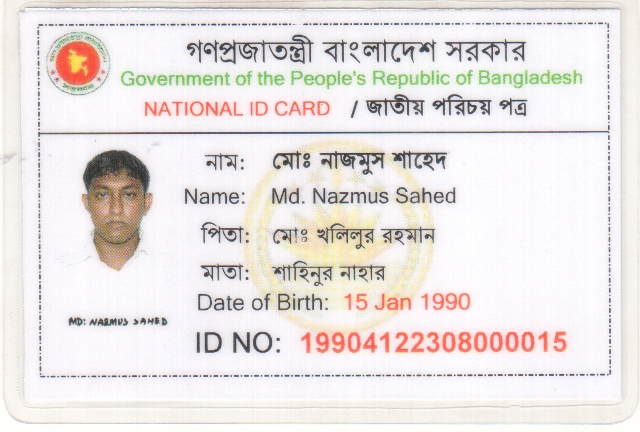 গণপ্রজাতন্ত্রী বাংলাদেশ সরকার
Government of the People's Republic of Bangladesh
NATIONAL ID CARD / জাতীয় পরিচয় পত্র
নাম: মোঃ নাজমুস শাহেদ
Name: Md. Nazmus Sahed
পিতা: মোঃ খলিলুর রহমান
মাতা: শাহিনুর নাহার
Date of Birth: 15 Jan 1990
MD: NAZMUS SAHED
ID NO: 19904122308000015